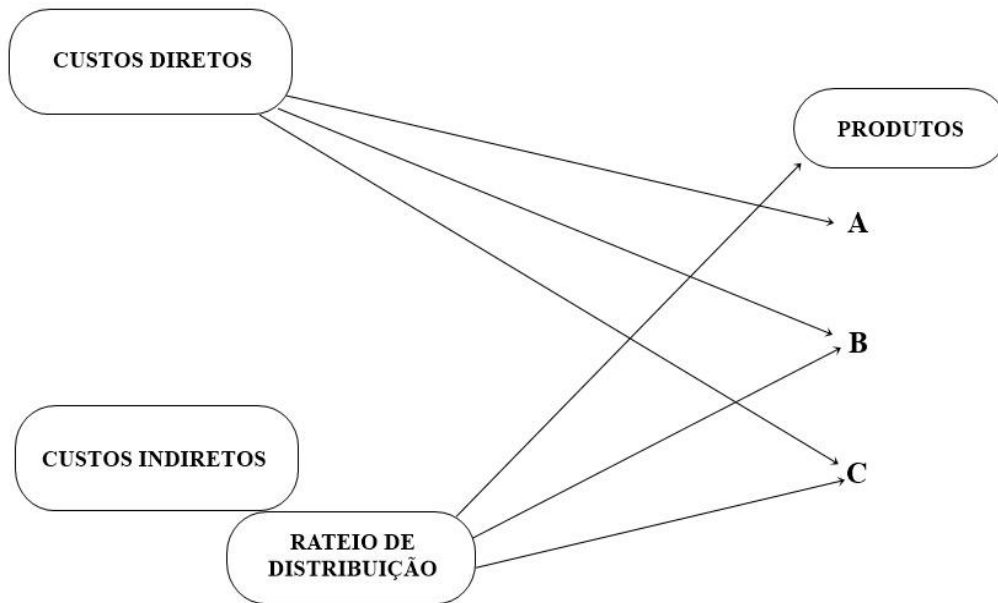 CUSTOS DIRETOS
PRODUTOS
A
B
C
CUSTOS INDIRETOS
RATEIO DE
DISTRIBUIÇÃO